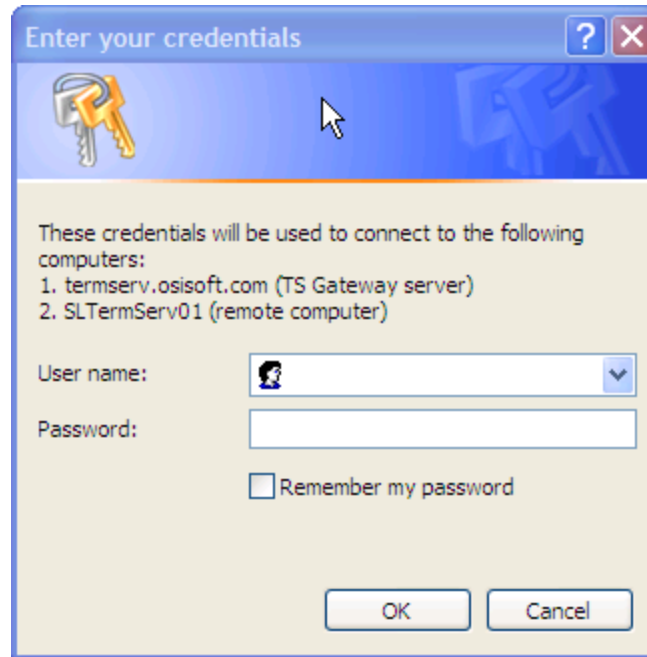 Enter your credentials
These credentials will be used to connect to the following
computers:
1. termserv.osisoft.com (TS Gateway server)
2. SLTermServ01 (remote computer)
User name:
Password:
Remember my password
OK Cancel